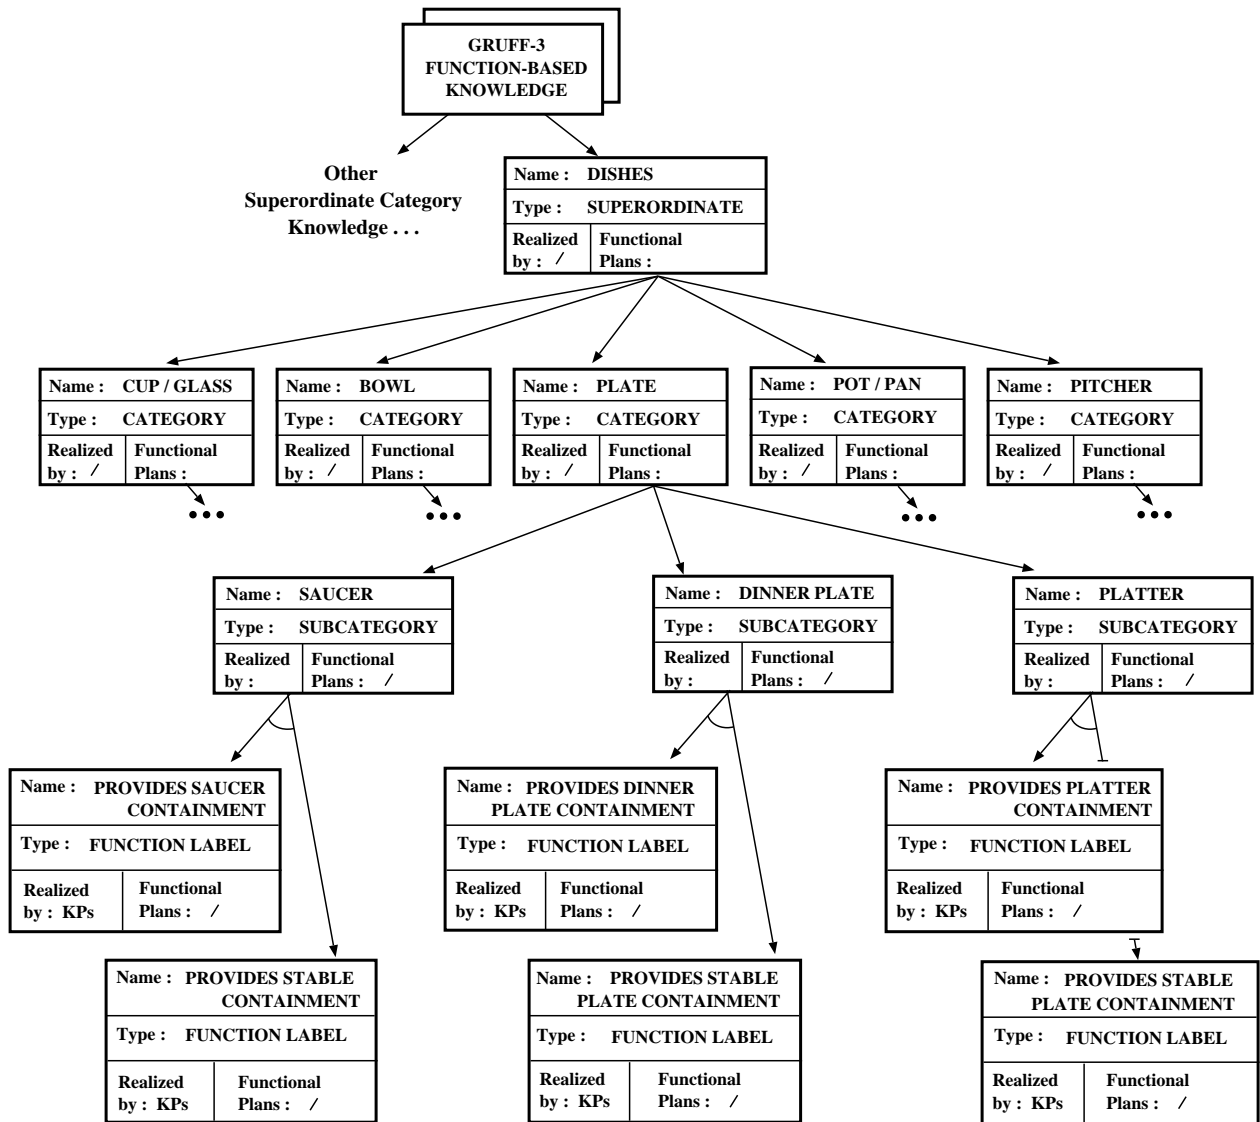 GRUFF-3
FUNCTION-BASED
KNOWLEDGE
Other
Superordinate Category
Knowledge . . .
Name : DISHES
Type : SUPERORDINATE
Realized by : /
Functional Plans :
Name : CUP / GLASS
Type : CATEGORY
Realized by : /
Functional Plans :
Name : BOWL
Type : CATEGORY
Realized by : /
Functional Plans :
Name : PLATE
Type : CATEGORY
Realized by : /
Functional Plans :
Name : POT / PAN
Type : CATEGORY
Realized by : /
Functional Plans :
Name : PITCHER
Type : CATEGORY
Realized by : /
Functional Plans :
Name : SAUCER
Type : SUBCATEGORY
Realized by :
Functional Plans : /
Name : DINNER PLATE
Type : SUBCATEGORY
Realized by :
Functional Plans : /
Name : PLATTER
Type : SUBCATEGORY
Realized by :
Functional Plans : /
Name : PROVIDES SAUCER
CONTAINMENT
Type : FUNCTION LABEL
Realized by : KPs
Functional Plans : /
Name : PROVIDES DINNER
PLATE CONTAINMENT
Type : FUNCTION LABEL
Realized by : KPs
Functional Plans : /
Name : PROVIDES PLATTER
CONTAINMENT
Type : FUNCTION LABEL
Realized by : KPs
Functional Plans : /
Name : PROVIDES STABLE
CONTAINMENT
Type : FUNCTION LABEL
Realized by : KPs
Functional Plans : /
Name : PROVIDES STABLE
PLATE CONTAINMENT
Type : FUNCTION LABEL
Realized by : KPs
Functional Plans : /
Name : PROVIDES STABLE
PLATE CONTAINMENT
Type : FUNCTION LABEL
Realized by : KPs
Functional Plans : /